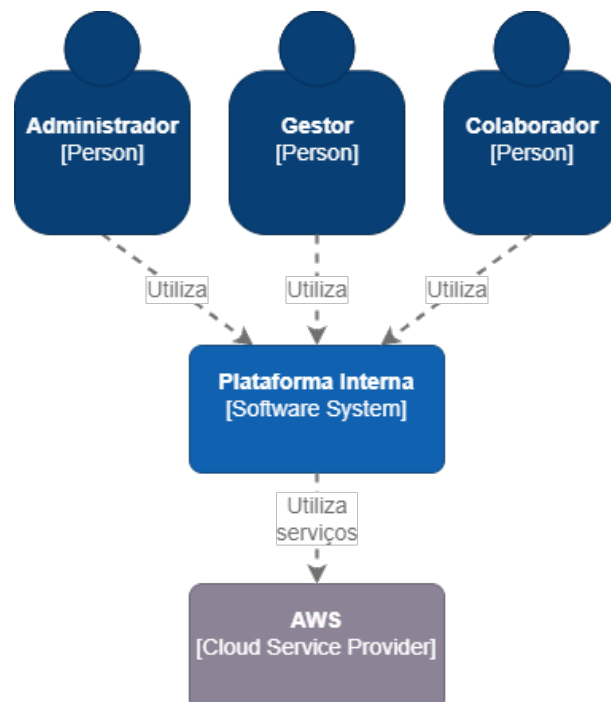 Administrador
[Person]
Gestor
[Person]
Colaborador
[Person]
Utiliza
Utiliza
Utiliza
Plataforma Interna
[Software System]
Utiliza
serviços
AWS
[Cloud Service Provider]